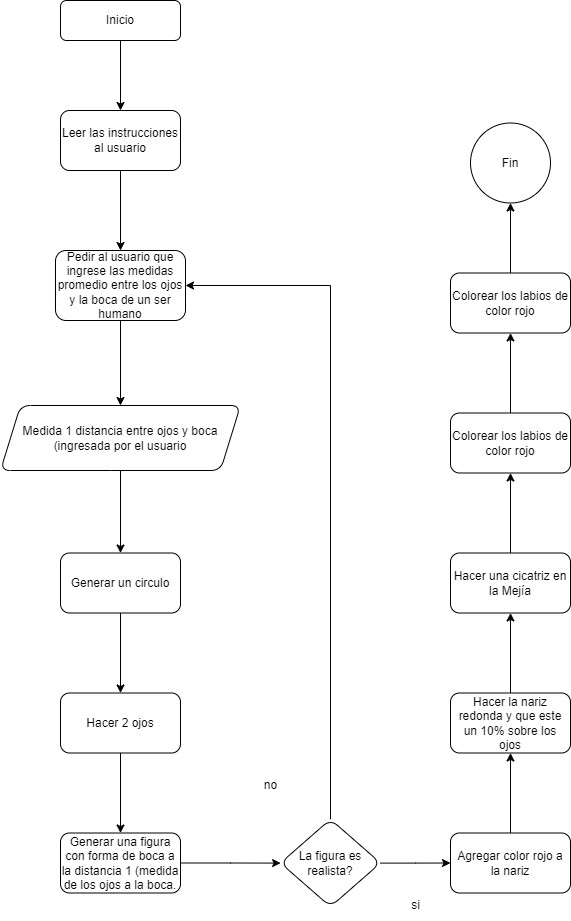 Inicio
Leer las instrucciones
al usuario
Pedir al usuario que
ingrese las medidas
promedio entre los ojos
y la boca de un ser
humano
Medida 1 distancia entre ojos y boca
(ingresada por el usuario
Generar un circulo
Hacer 2 ojos
Generar una figura
con forma de boca a
la distancia 1 (medida
de los ojos a la boca.
no
La figura es
realista?
si
Agregar color rojo a
la nariz
Hacer la nariz
redonda y que este
un 10% sobre los
ojos
Hacer una cicatriz en
la Mejía
Colorear los labios de
color rojo
Colorear los labios de
color rojo
Fin